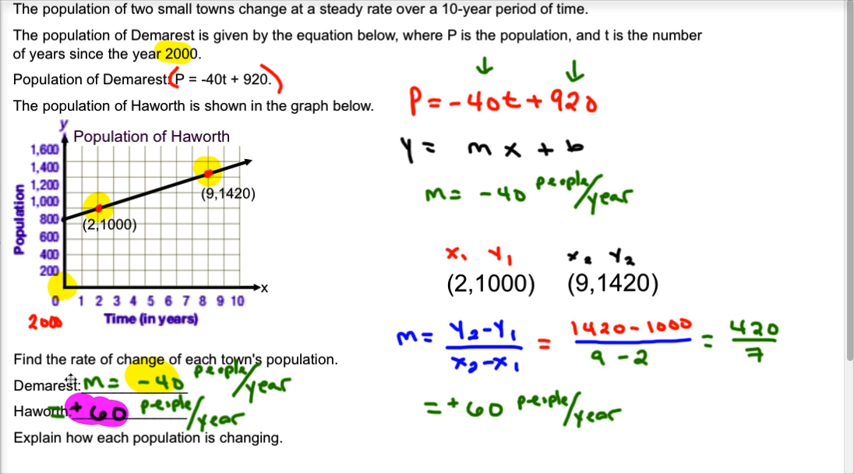 The population of two small towns change at a steady rate over a 10-year period of time.
The population of Demarest is given by the equation below, where P is the population, and t is the number
of years since the year 2000.
Population of Demarest: (P = -40t + 920.)
The population of Haworth is shown in the graph below.
P = -40t + 920
y = mx + b
m = -40 people/year
y
Population of Haworth
1,600
1,400
1,200
1,000
800
600
400
200
Population
(9,1420)
(2,1000)
x
0 1 2 3 4 5 6 7 8 9 10
2000
Time (in years)
x₁ y₁ x₂ y₂
(2,1000) (9,1420)
m = y₂-y₁/x₂-x₁ = 1420-1000/9-2 = 420/7
= +60 people/year
Find the rate of change of each town's population.
Demarest: m = -40 people/year
Haworth: = +60 people/year
Explain how each population is changing.